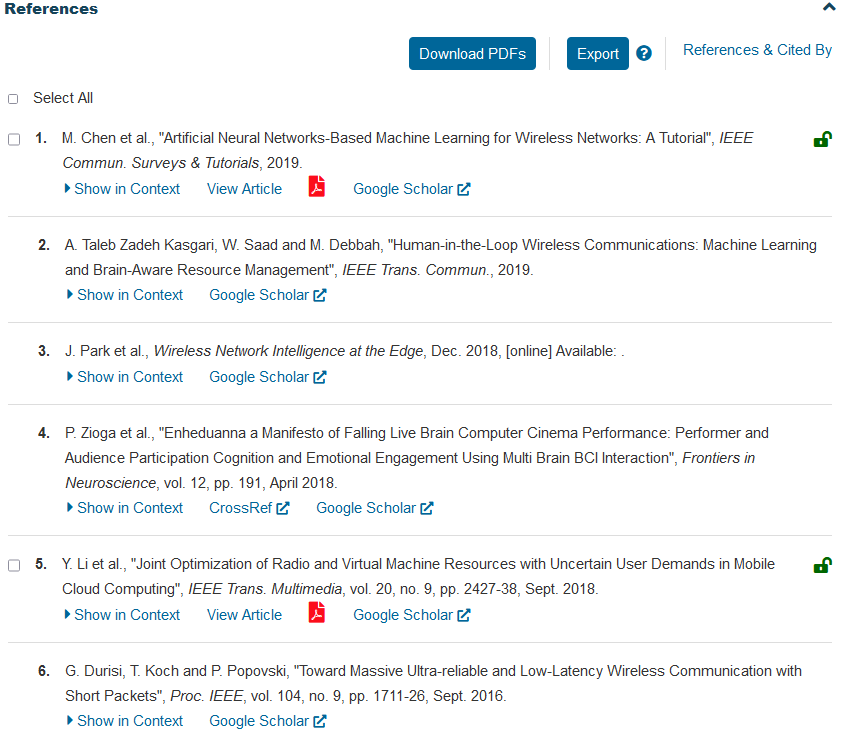 References
Download PDFs
Export
References & Cited By
Select All
1. M. Chen et al., "Artificial Neural Networks-Based Machine Learning for Wireless Networks: A Tutorial", IEEE
Commun. Surveys & Tutorials, 2019.
Show in Context View Article Google Scholar
2. A. Taleb Zadeh Kasgari, W. Saad and M. Debbah, "Human-in-the-Loop Wireless Communications: Machine Learning
and Brain-Aware Resource Management", IEEE Trans. Commun., 2019.
Show in Context Google Scholar
3. J. Park et al., Wireless Network Intelligence at the Edge, Dec. 2018, [online] Available: .
Show in Context Google Scholar
4. P. Zioga et al., "Enheduanna a Manifesto of Falling Live Brain Computer Cinema Performance: Performer and
Audience Participation Cognition and Emotional Engagement Using Multi Brain BCI Interaction", Frontiers in
Neuroscience, vol. 12, pp. 191, April 2018.
Show in Context CrossRef Google Scholar
5. Y. Li et al., "Joint Optimization of Radio and Virtual Machine Resources with Uncertain User Demands in Mobile
Cloud Computing", IEEE Trans. Multimedia, vol. 20, no. 9, pp. 2427-38, Sept. 2018.
Show in Context View Article Google Scholar
6. G. Durisi, T. Koch and P. Popovski, "Toward Massive Ultra-reliable and Low-Latency Wireless Communication with
Short Packets", Proc. IEEE, vol. 104, no. 9, pp. 1711-26, Sept. 2016.
Show in Context Google Scholar